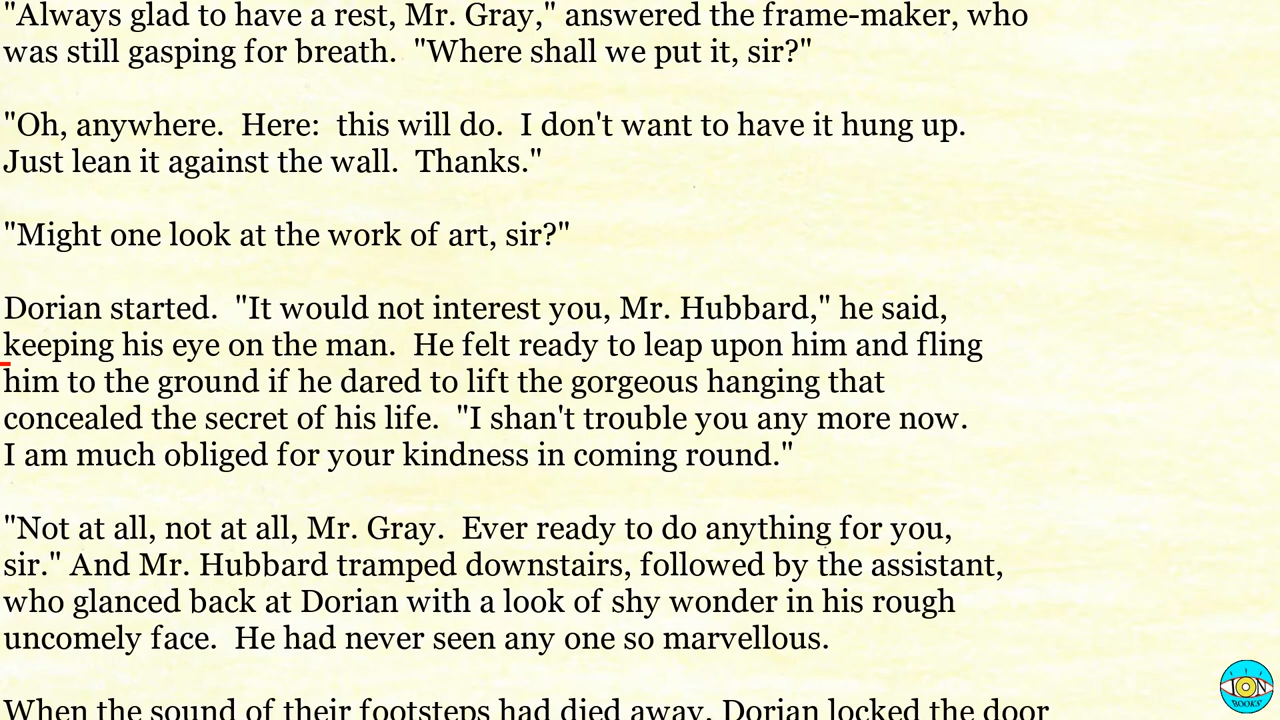 "Always glad to have a rest, Mr. Gray," answered the frame-maker, who
was still gasping for breath.  "Where shall we put it, sir?"
"Oh, anywhere.  Here:  this will do.  I don't want to have it hung up.
Just lean it against the wall.  Thanks."
"Might one look at the work of art, sir?"
Dorian started.  "It would not interest you, Mr. Hubbard," he said,
keeping his eye on the man.  He felt ready to leap upon him and fling
him to the ground if he dared to lift the gorgeous hanging that
concealed the secret of his life.  "I shan't trouble you any more now.
I am much obliged for your kindness in coming round."
"Not at all, not at all, Mr. Gray.  Ever ready to do anything for you,
sir." And Mr. Hubbard tramped downstairs, followed by the assistant,
who glanced back at Dorian with a look of shy wonder in his rough
uncomely face.  He had never seen any one so marvellous.
When the sound of their footsteps had died away, Dorian locked the door
ION
BOOKS